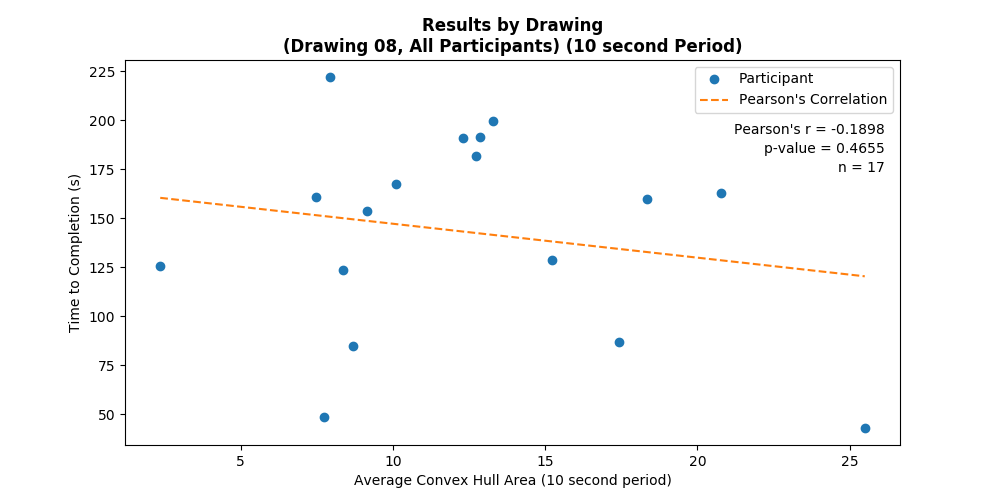 Results by Drawing
(Drawing 08, All Participants) (10 second Period)
Participant
Pearson's Correlation
Pearson's r = -0.1898
p-value = 0.4655
n = 17
Time to Completion (s)
225
200
175
150
125
100
75
50
5
10
15
20
25
Average Convex Hull Area (10 second period)